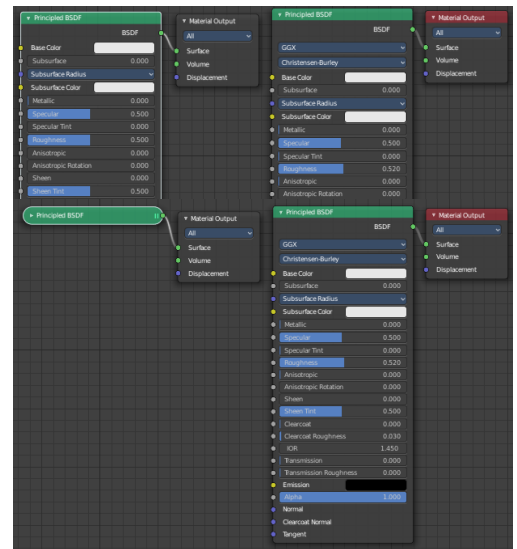 Principled BSDF
BSDF
Base Color
Subsurface 0.000
Subsurface Radius
Subsurface Color
Metallic 0.000
Specular 0.500
Specular Tint 0.000
Roughness 0.500
Anisotropic 0.000
Anisotropic Rotation 0.000
Sheen 0.000
Sheen Tint 0.500
Material Output
All
Surface
Volume
Displacement
Principled BSDF
BSDF
GGX
Christensen-Burley
Base Color
Subsurface 0.000
Subsurface Radius
Subsurface Color
Metallic 0.000
Specular 0.500
Specular Tint 0.000
Roughness 0.520
Anisotropic 0.000
Anisotropic Rotation 0.000
Material Output
All
Surface
Volume
Displacement
Principled BSDF
Material Output
All
Surface
Volume
Displacement
Principled BSDF
BSDF
GGX
Christensen-Burley
Base Color
Subsurface 0.000
Subsurface Radius
Subsurface Color
Metallic 0.000
Specular 0.500
Specular Tint 0.000
Roughness 0.520
Anisotropic 0.000
Anisotropic Rotation 0.000
Sheen 0.000
Sheen Tint 0.500
Clearcoat 0.000
Clearcoat Roughness 0.030
IOR 1.450
Transmission 0.000
Transmission Roughness 0.000
Emission
Alpha 1.000
Normal
Clearcoat Normal
Tangent
Material Output
All
Surface
Volume
Displacement